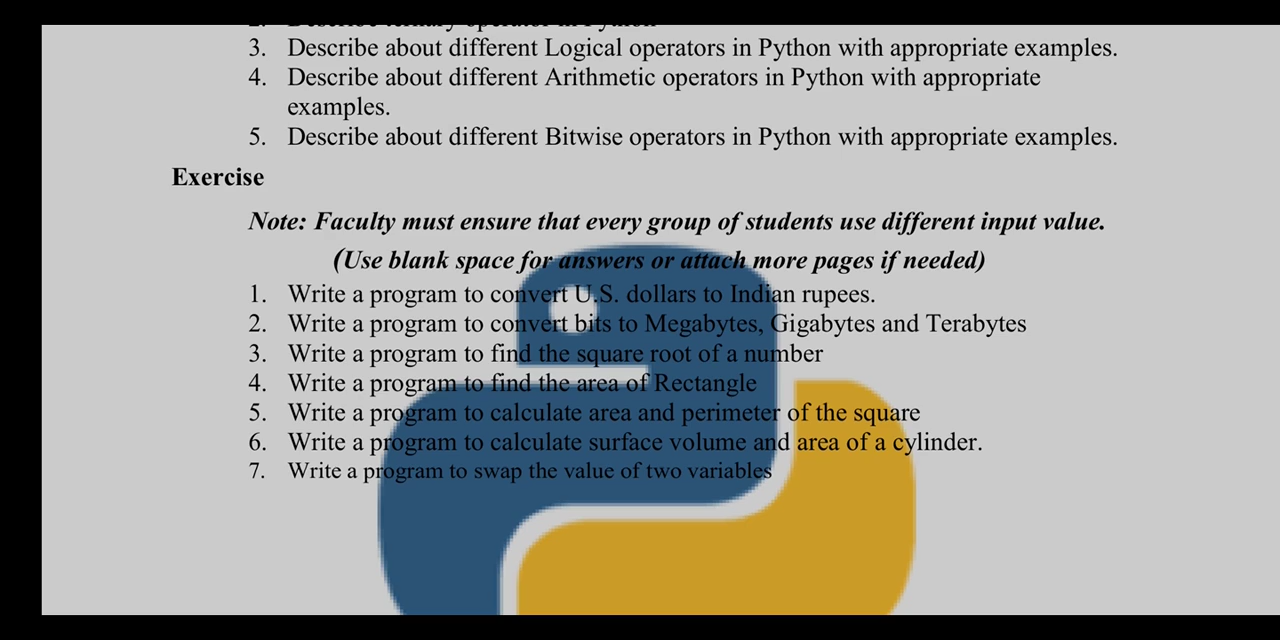 2. Describe ternary operator in Python
3. Describe about different Logical operators in Python with appropriate examples.
4. Describe about different Arithmetic operators in Python with appropriate
examples.
5. Describe about different Bitwise operators in Python with appropriate examples.
Exercise
Note: Faculty must ensure that every group of students use different input value.
(Use blank space for answers or attach more pages if needed)
1. Write a program to convert U.S. dollars to Indian rupees.
2. Write a program to convert bits to Megabytes, Gigabytes and Terabytes
3. Write a program to find the square root of a number
4. Write a program to find the area of Rectangle
5. Write a program to calculate area and perimeter of the square
6. Write a program to calculate surface volume and area of a cylinder.
7. Write a program to swap the value of two variables